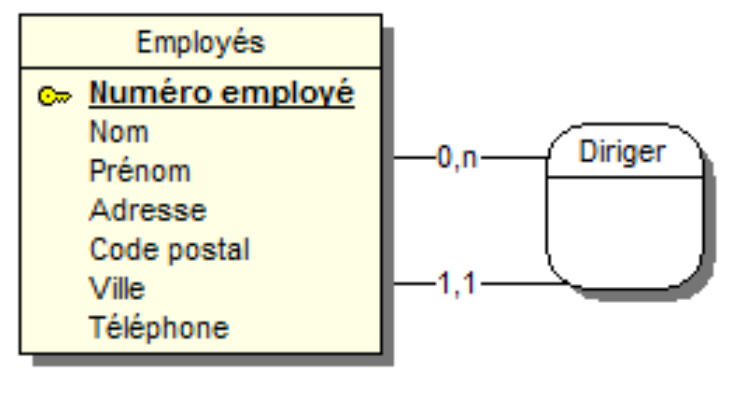 Employés
Numéro employé
Nom
Prénom
Adresse
Code postal
Ville
Téléphone
0,n
1,1
Diriger